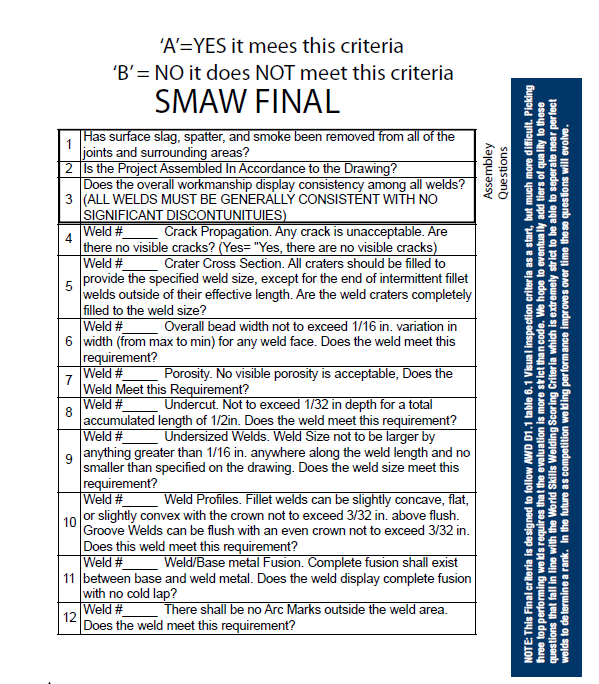 ‘A’=YES it mees this criteria
‘B’= NO it does NOT meet this criteria
SMAW FINAL
1 Has surface slag, spatter, and smoke been removed from all of the
joints and surrounding areas?
2 Is the Project Assembled In Accordance to the Drawing?
3 Does the overall workmanship display consistency among all welds?
(ALL WELDS MUST BE GENERALLY CONSISTENT WITH NO
SIGNIFICANT DISCONTUNITUIES)
4 Weld #_____ Crack Propagation. Any crack is unacceptable. Are
there no visible cracks? (Yes= "Yes, there are no visible cracks)
5 Weld #_____ Crater Cross Section. All craters should be filled to
provide the specified weld size, except for the end of intermittent fillet
welds outside of their effective length. Are the weld craters completely
filled to the weld size?
6 Weld #_____ Overall bead width not to exceed 1/16 in. variation in
width (from max to min) for any weld face. Does the weld meet this
requirement?
7 Weld #_____ Porosity. No visible porosity is acceptable, Does the
Weld Meet this Requirement?
8 Weld #_____ Undercut. Not to exceed 1/32 in depth for a total
accumulated length of 1/2in. Does the weld meet this requirement?
9 Weld #_____ Undersized Welds. Weld Size not to be larger by
anything greater than 1/16 in. anywhere along the weld length and no
smaller than specified on the drawing. Does the weld size meet this
requirement?
10 Weld #_____ Weld Profiles. Fillet welds can be slightly concave, flat,
or slightly convex with the crown not to exceed 3/32 in. above flush.
Groove Welds can be flush with an even crown not to exceed 3/32 in.
Does this weld meet this requirement?
11 Weld #_____ Weld/Base metal Fusion. Complete fusion shall exist
between base and weld metal. Does the weld display complete fusion
with no cold lap?
12 Weld #_____ There shall be no Arc Marks outside the weld area.
Does the weld meet this requirement?
Assembley
Questions
NOTE: This Final criteria is designed to follow AWD D1.1 table 6.1 Visual inspection criteria as a start, but much more difficult. Picking
three top performing welds requires that the evaluation is more strict than code. We hope to eventually add tiers of quality to these
questions that fall in line with the World Skills Welding Scoring Criteria which is extremely strict to be able to seperate near perfect
welds to determine a rank. In the future as competition welding performance improves over time these questions will evolve.